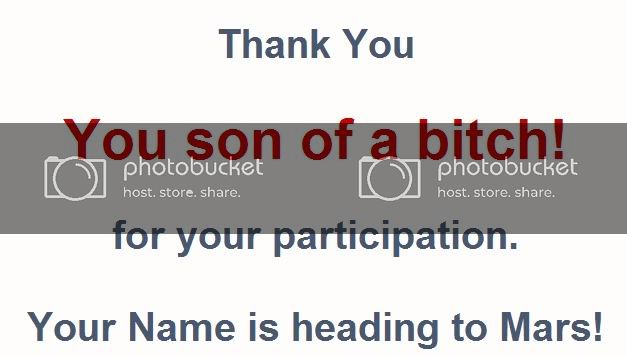 Thank You
You son of a bitch!
photobucket photobucket
host. store. share. host. store. share.
for your participation.
Your Name is heading to Mars!